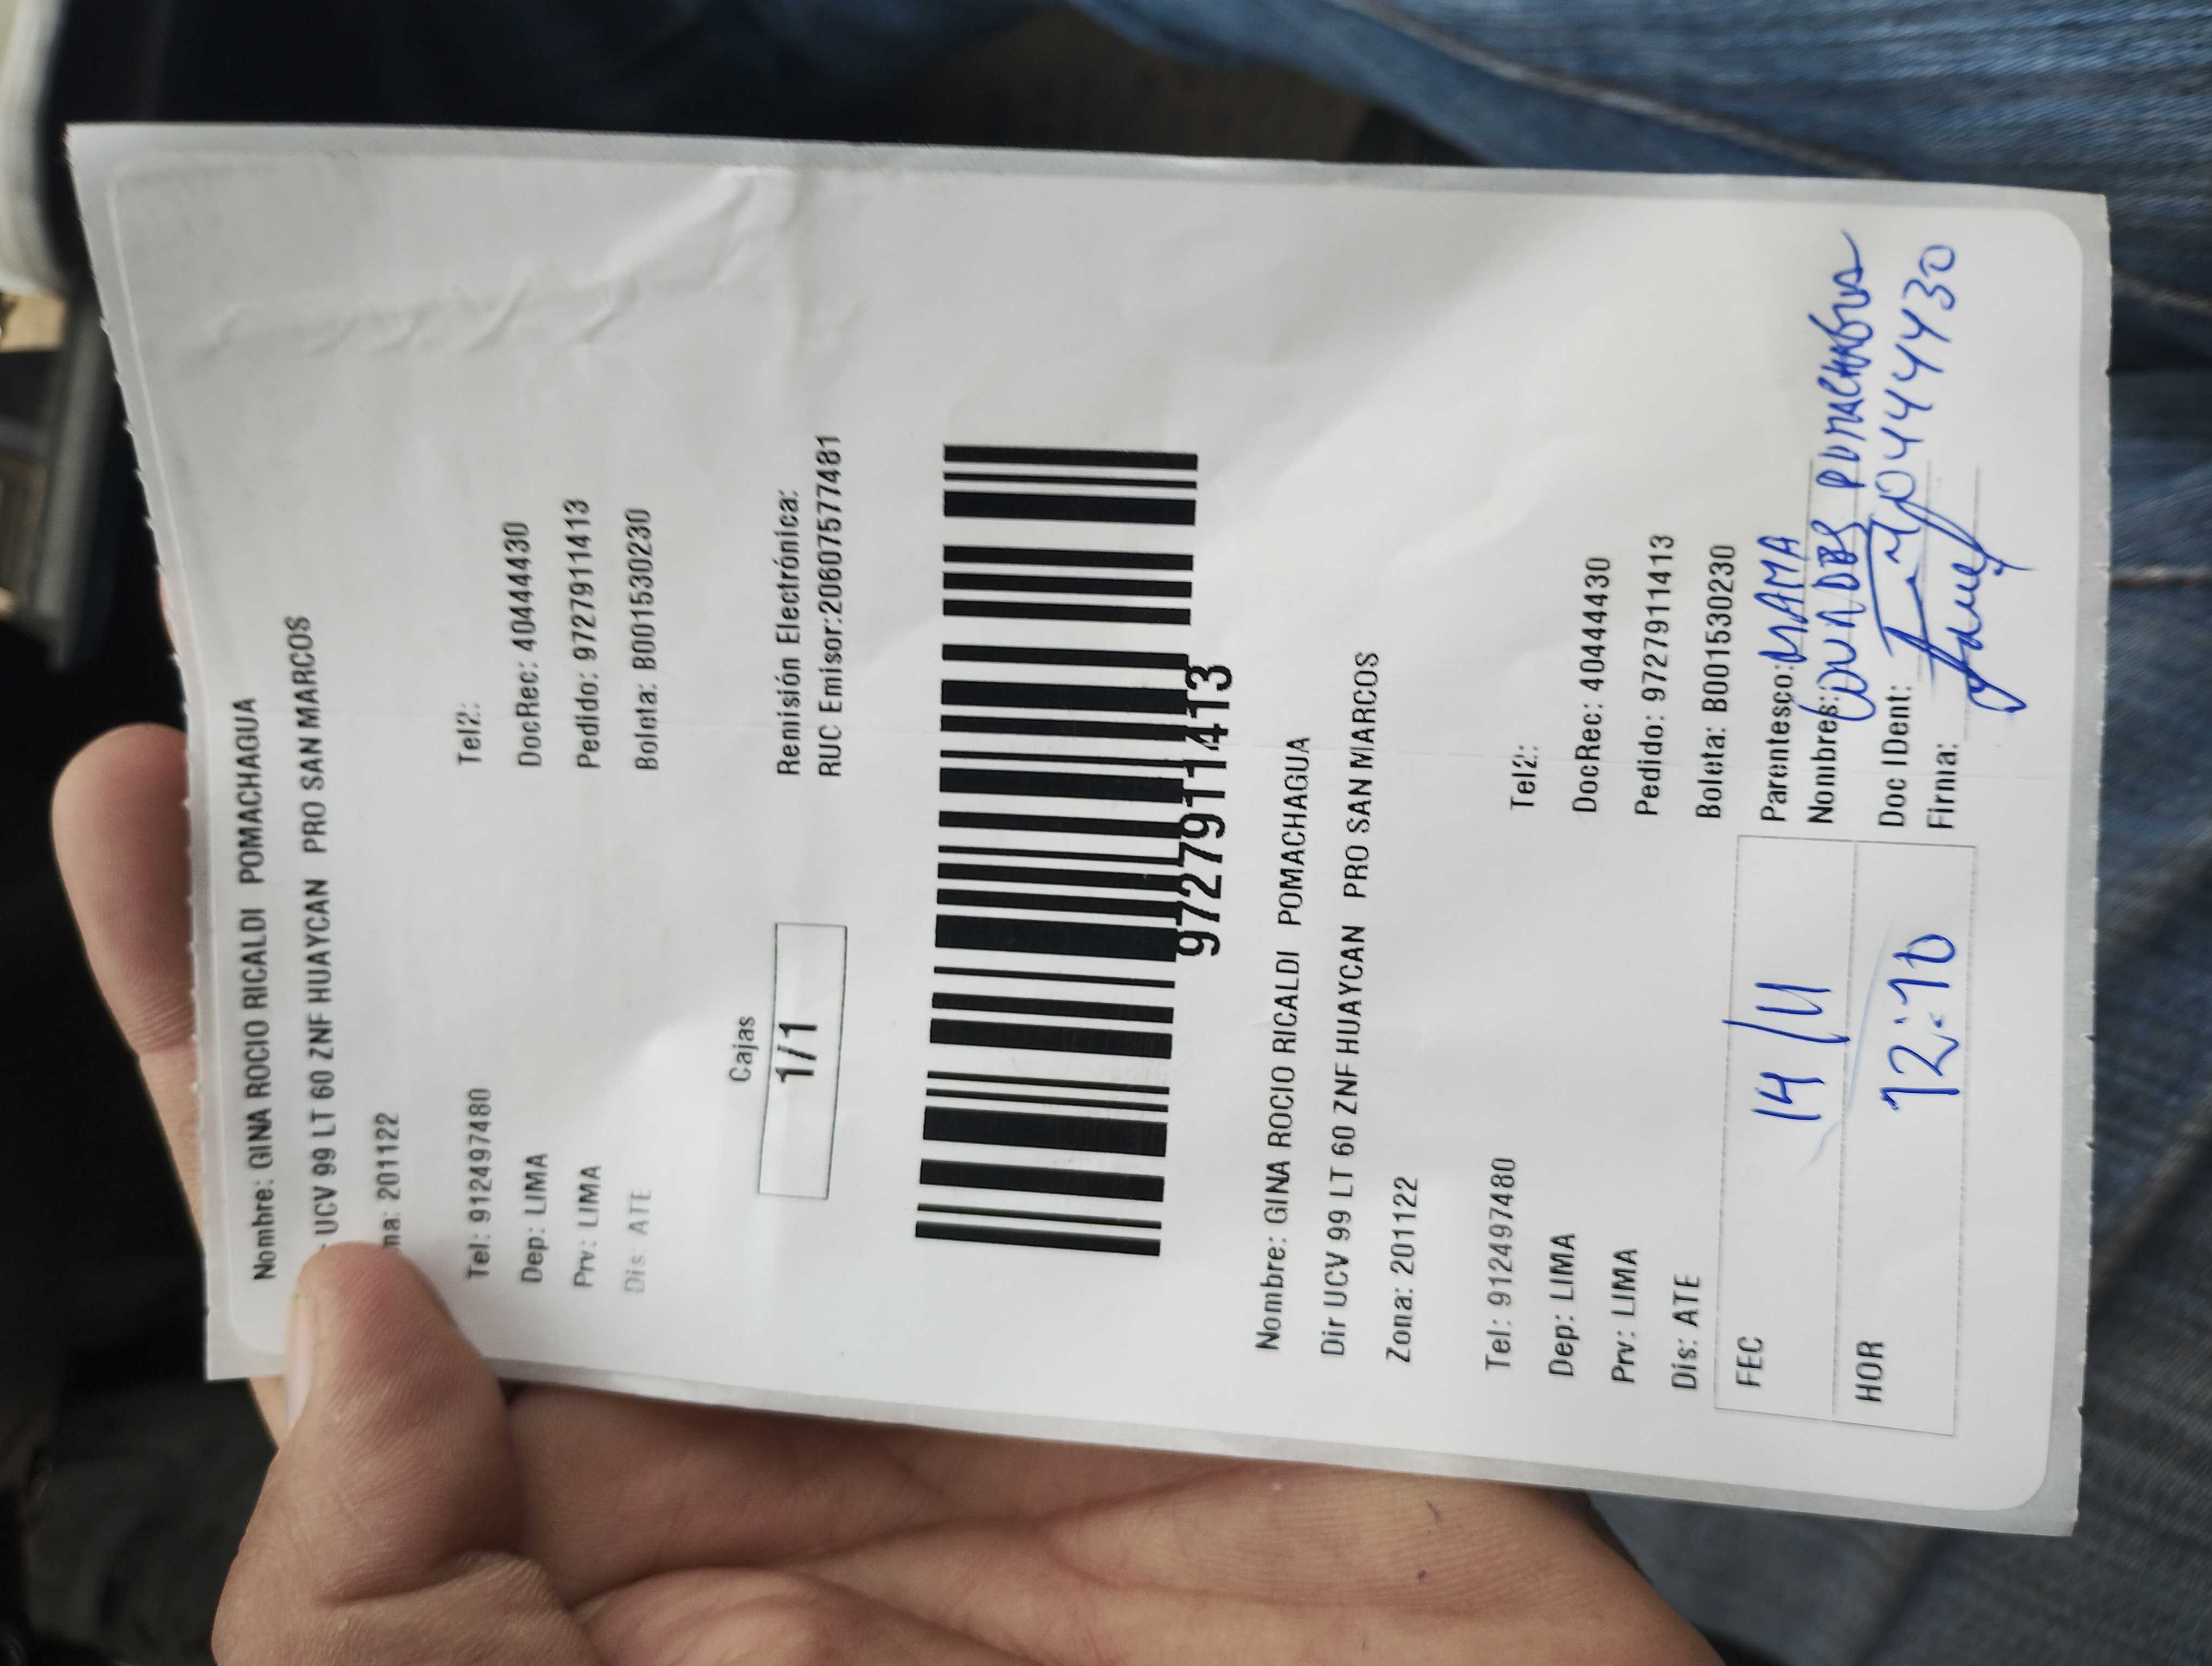 Nombre: GINA ROCIO RICALDI POMACHAGUA
UCV 99 LT 60 ZNF HUAYCAN PRO SAN MARCOS
na: 201122
Tel: 912497480 Tel2:
Dep: LIMA DocRec: 40444430
Prv: LIMA Pedido: 9727911413
Dis: ATE Boleta: B001530230
Cajas
1/1
Remisión Electrónica:
RUC Emisor:20607577481
9727911413
Nombre: GINA ROCIO RICALDI POMACHAGUA
Dir UCV 99 LT 60 ZNF HUAYCAN PRO SAN MARCOS
Zona: 201122
Tel: 912497480 Tel2:
Dep: LIMA DocRec: 40444430
Prv: LIMA Pedido: 9727911413
Dis: ATE Boleta: B001530230
FEC 14/11 Parentesco: MAMA
Nombres: POMACHAGUA
HOR 12:10 Doc IDent: 40444430
Firma: